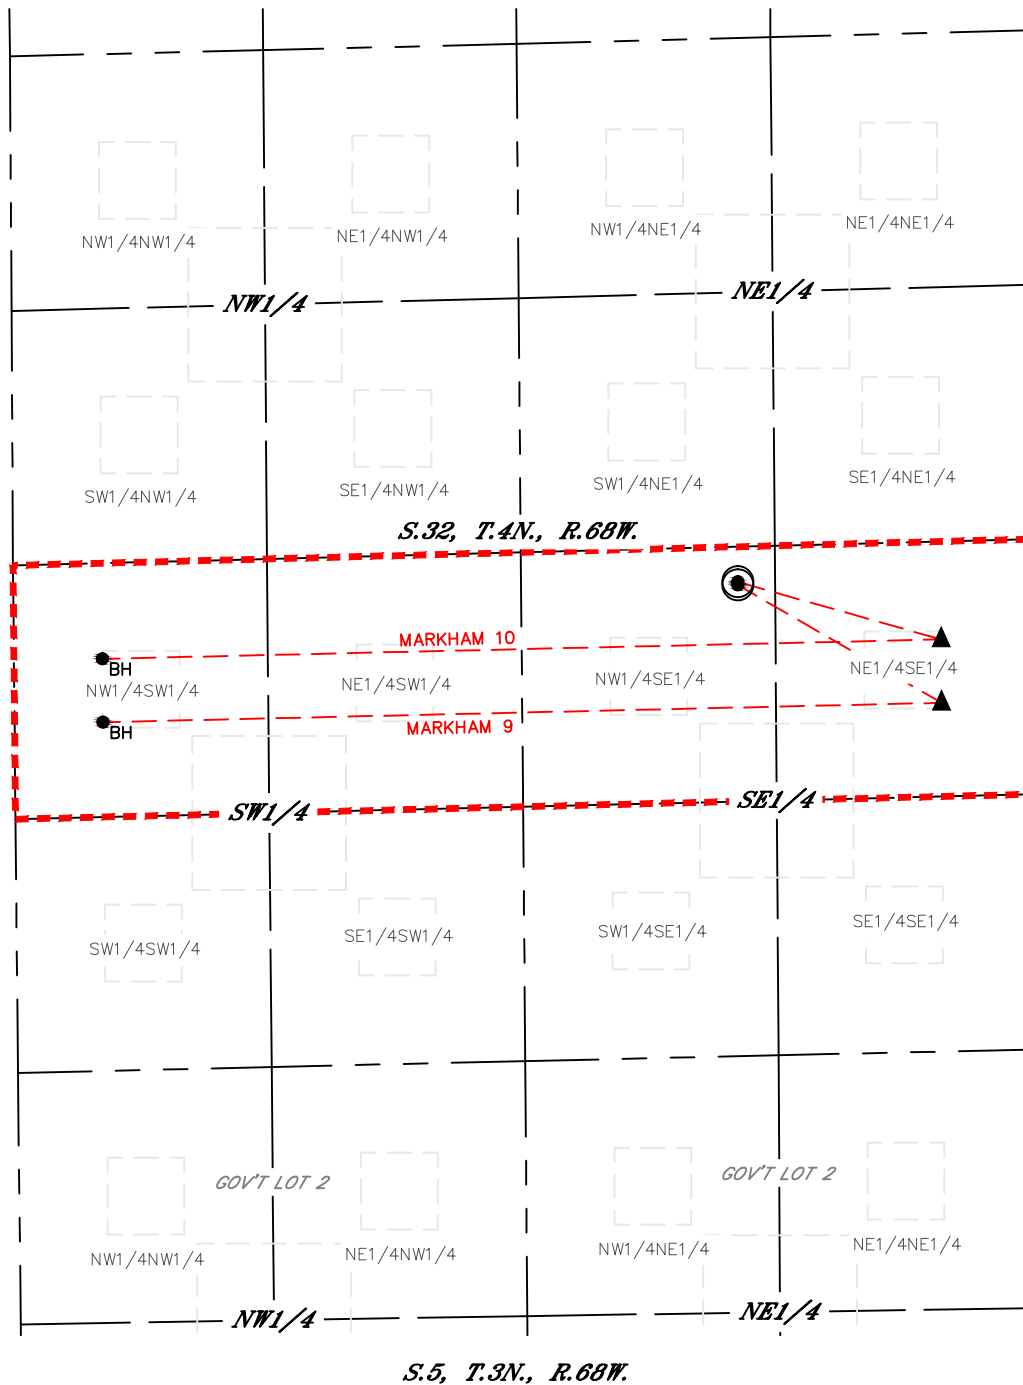 NW1/4NW1/4
NE1/4NW1/4
NW1/4NE1/4
NE1/4NE1/4
NW1/4
NE1/4
SW1/4NW1/4
SE1/4NW1/4
SW1/4NE1/4
SE1/4NE1/4
S.32, T.4N., R.68W.
MARKHAM 10
BH
NW1/4SW1/4
NE1/4SW1/4
NW1/4SE1/4
NE1/4SE1/4
BH
MARKHAM 9
SW1/4
SE1/4
SW1/4SW1/4
SE1/4SW1/4
SW1/4SE1/4
SE1/4SE1/4
GOV'T LOT 2
GOV'T LOT 2
NW1/4NW1/4
NE1/4NW1/4
NW1/4NE1/4
NE1/4NE1/4
NW1/4
NE1/4
S.5, T.3N., R.68W.